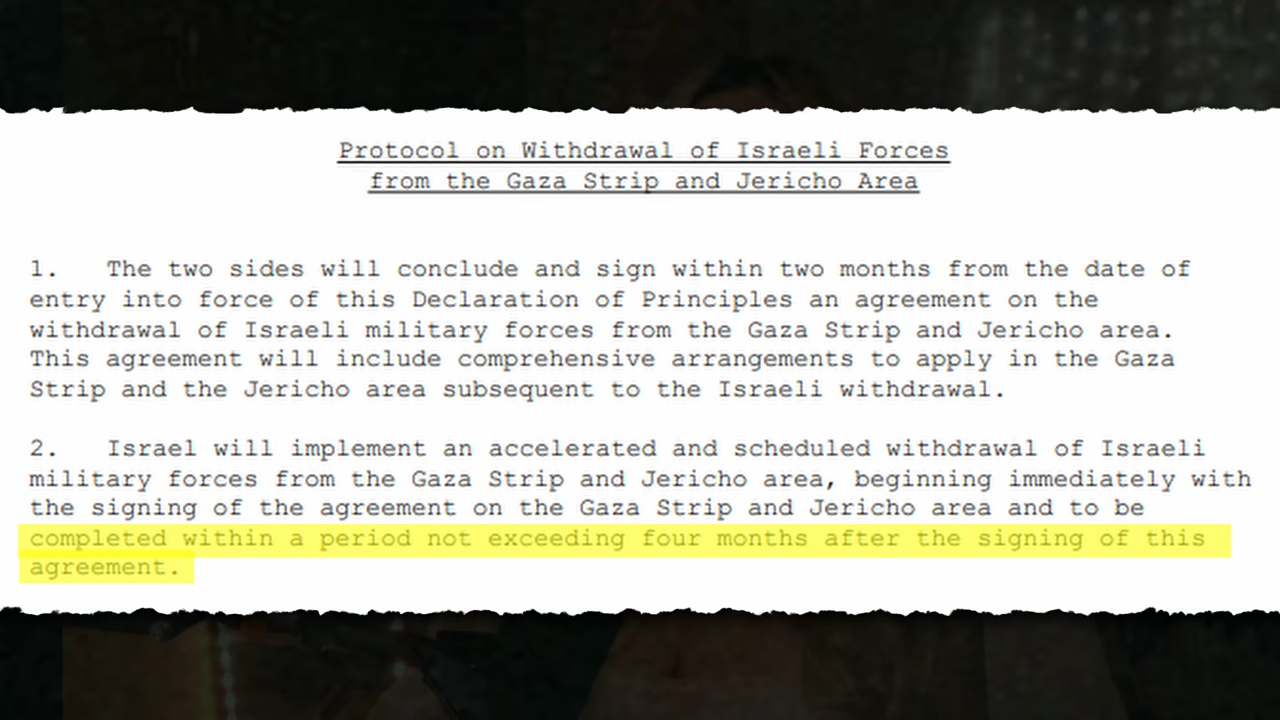 Protocol on Withdrawal of Israeli Forces
from the Gaza Strip and Jericho Area
1. The two sides will conclude and sign within two months from the date of
entry into force of this Declaration of Principles an agreement on the
withdrawal of Israeli military forces from the Gaza Strip and Jericho area.
This agreement will include comprehensive arrangements to apply in the Gaza
Strip and the Jericho area subsequent to the Israeli withdrawal.
2. Israel will implement an accelerated and scheduled withdrawal of Israeli
military forces from the Gaza Strip and Jericho area, beginning immediately with
the signing of the agreement on the Gaza Strip and Jericho area and to be
completed within a period not exceeding four months after the signing of this
agreement.